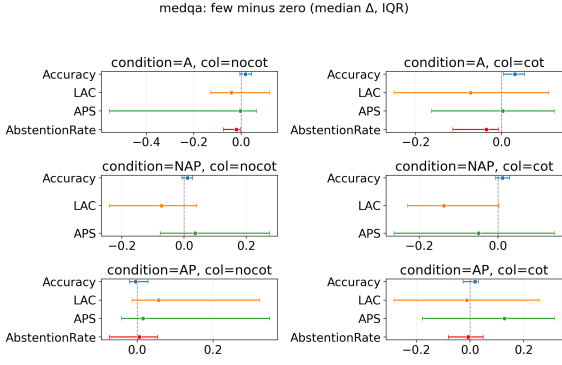 medqa: few minus zero (median Δ, IQR)
condition=A, col=nocot
condition=A, col=cot
Accuracy
LAC
APS
AbstentionRate
−0.4 −0.2 0.0
Accuracy
LAC
APS
AbstentionRate
−0.2 0.0
condition=NAP, col=nocot
condition=NAP, col=cot
Accuracy
LAC
APS
−0.2 0.0 0.2
Accuracy
LAC
APS
−0.2 0.0
condition=AP, col=nocot
condition=AP, col=cot
Accuracy
LAC
APS
AbstentionRate
0.0 0.2
Accuracy
LAC
APS
AbstentionRate
−0.2 0.0 0.2